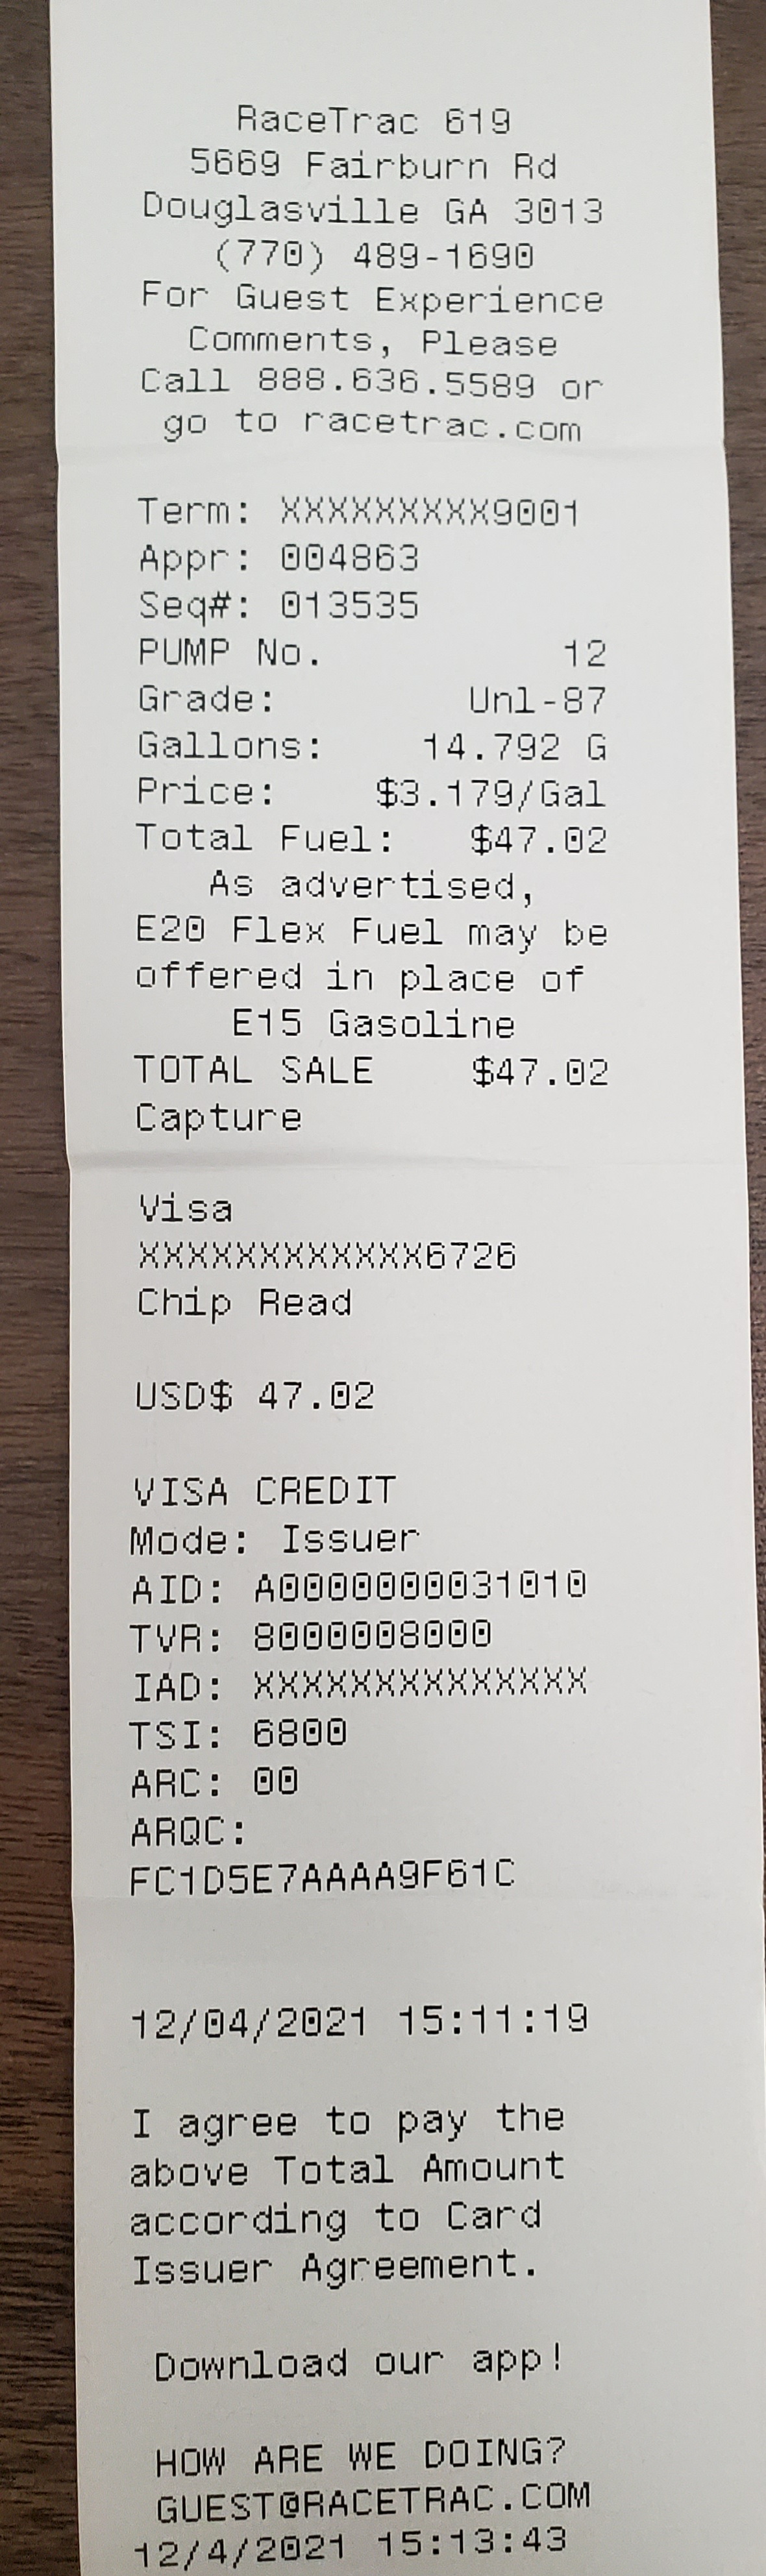 RaceTrac 619
5669 Fairburn Rd
Douglasville GA 3013
(770) 489-1690
For Guest Experience
Comments, Please
Call 888.636.5589 or
go to racetrac.com
Term: XXXXXXXXX9001
Appr: 004863
Seq#: 013535
PUMP No. 12
Grade: Unl-87
Gallons: 14.792 G
Price: $3.179/Gal
Total Fuel: $47.02
As advertised,
E20 Flex Fuel may be
offered in place of
E15 Gasoline
TOTAL SALE $47.02
Capture
Visa
XXXXXXXXXXXX6726
Chip Read
USD$ 47.02
VISA CREDIT
Mode: Issuer
AID: A0000000031010
TVR: 8000008000
IAD: XXXXXXXXXXXXXX
TSI: 6800
ARC: 00
ARQC:
FC1D5E7AAAA9F61C
12/04/2021 15:11:19
I agree to pay the
above Total Amount
according to Card
Issuer Agreement.
Download our app!
HOW ARE WE DOING?
GUEST@RACETRAC.COM
12/4/2021 15:13:43